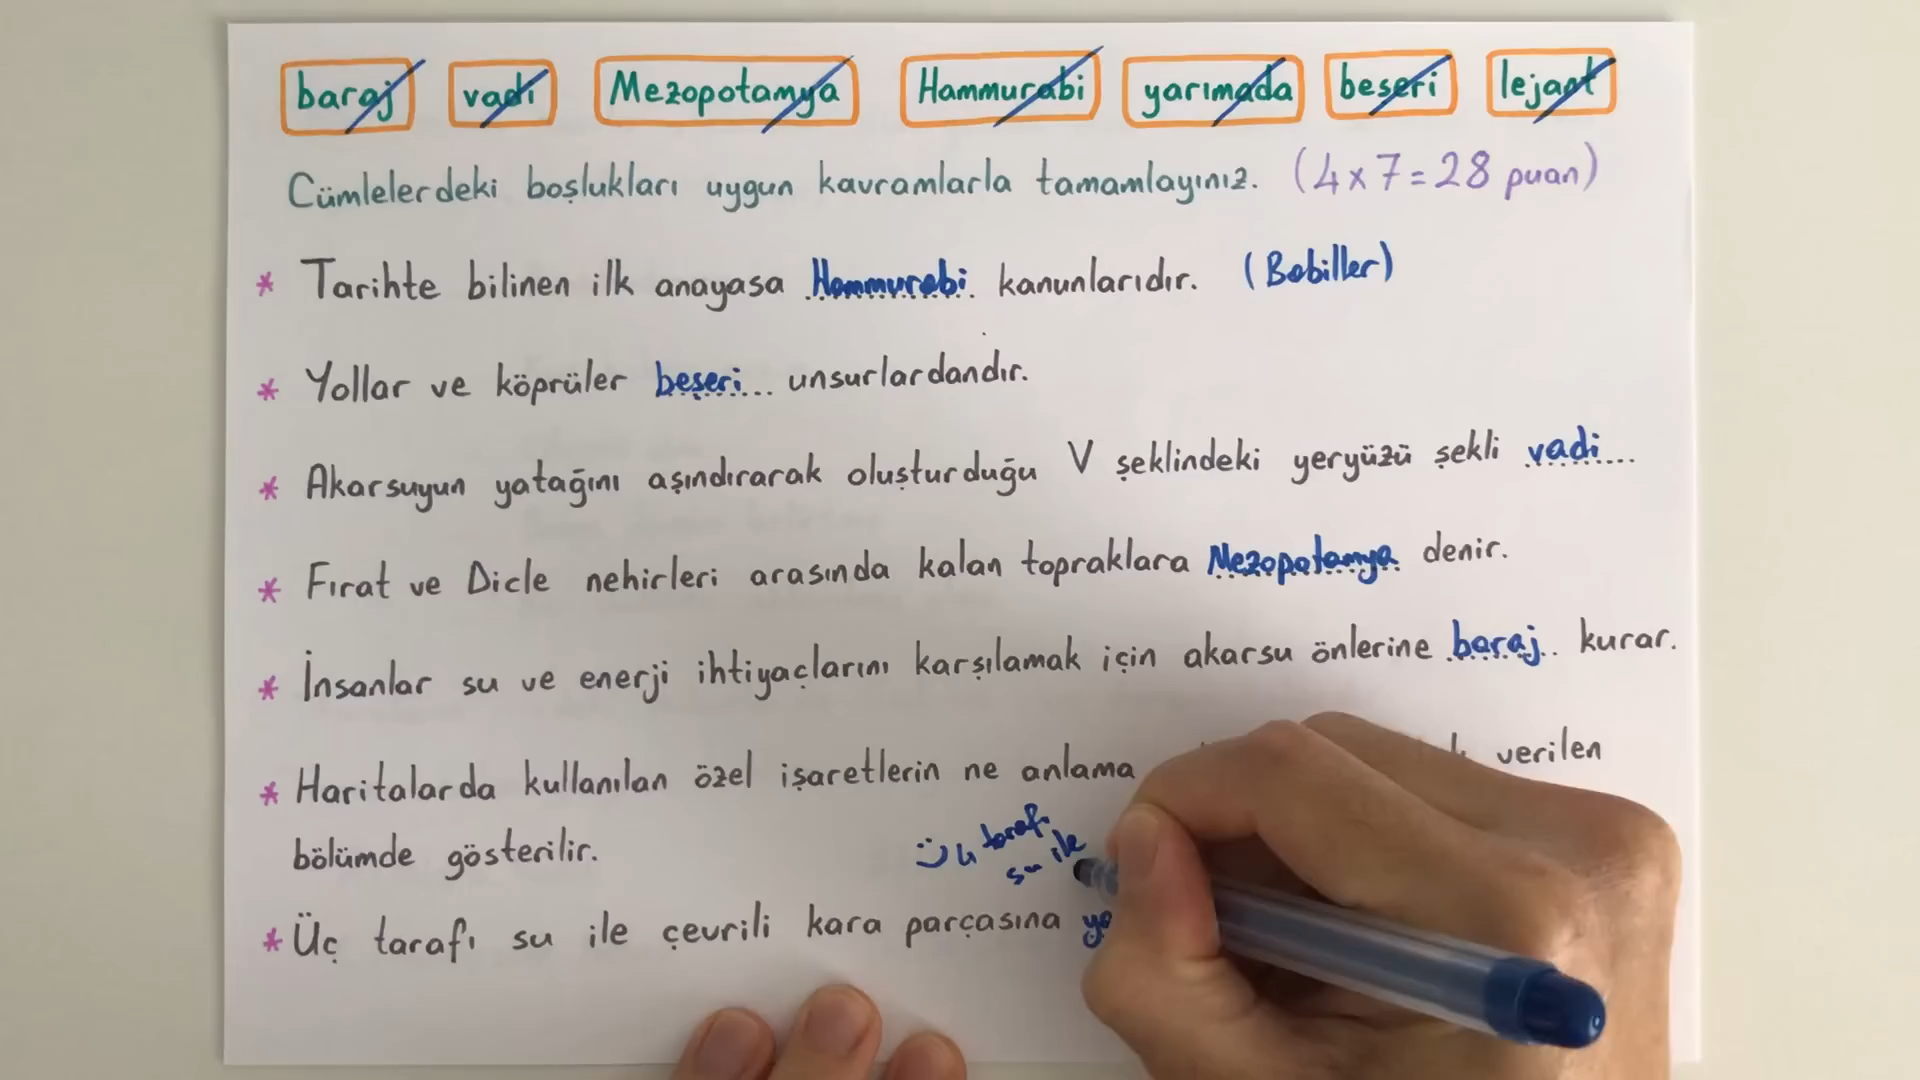 baraj vadi Mezopotamya Hammurabi yarımada beşeri lejant
Cümlelerdeki boşlukları uygun kavramlarla tamamlayınız. (4x7=28 puan)
* Tarihte bilinen ilk anayasa Hammurabi kanunlarıdır. (Babiller)
* Yollar ve köprüler beşeri... unsurlardandır.
* Akarsuyun yatağını aşındırarak oluşturduğu V şeklindeki yeryüzü şekli vadi...
* Fırat ve Dicle nehirleri arasında kalan topraklara Mezopotamya denir.
* İnsanlar su ve enerji ihtiyaçlarını karşılamak için akarsu önlerine baraj.. kurar.
* Haritalarda kullanılan özel işaretlerin ne anlama verilen
bölümde gösterilir.
tarafı
su ile
* Üç tarafı su ile çevrili kara parçasına